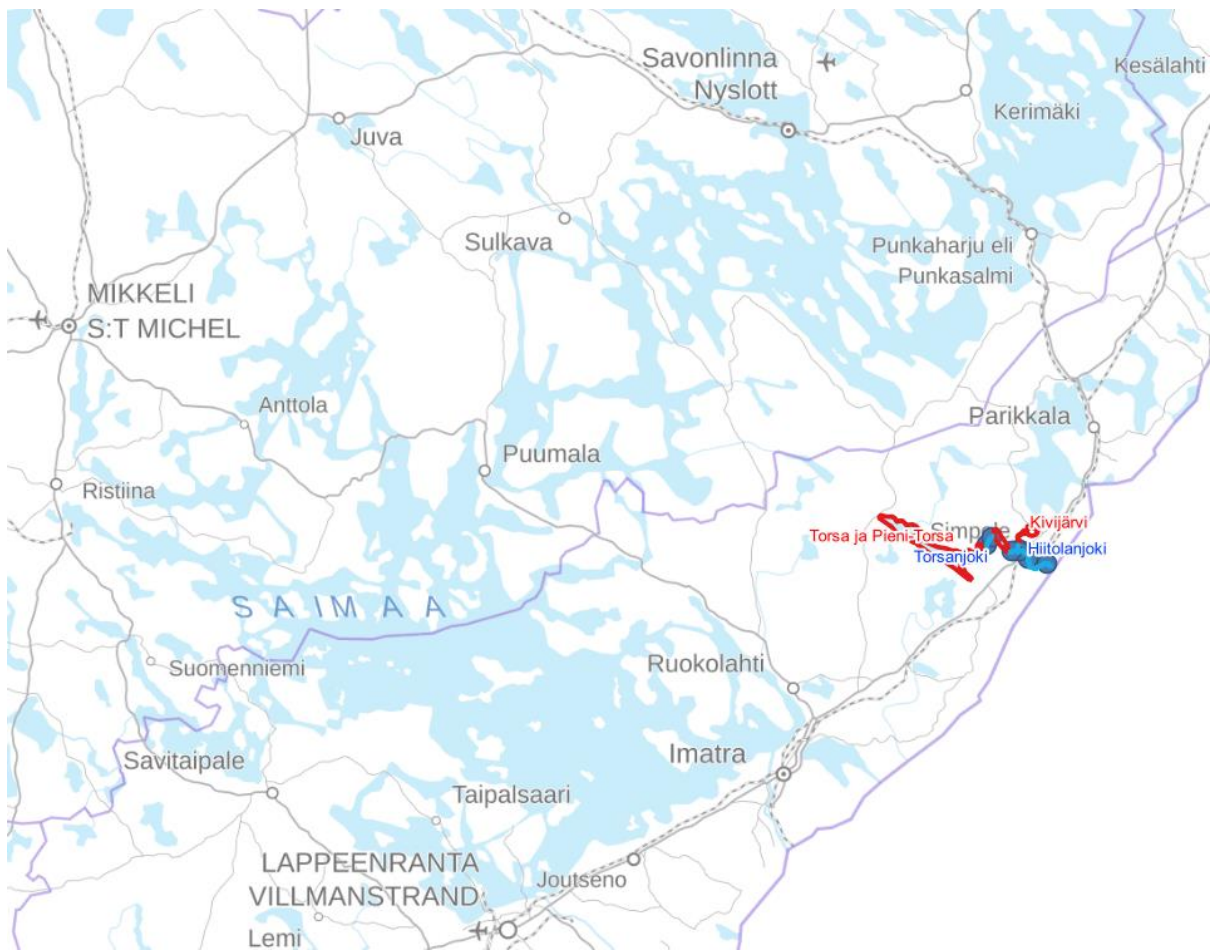 Savonlinna
Nyslott
Kesälahti
Kerimäki
Juva
Sulkava
Punkaharju eli
Punkasalmi
MIKKELI
S:T MICHEL
Anttola
Parikkala
Puumala
Ristiina
Simpele
Kivijärvi
Torsa ja Pieni-Torsa
Torsanjoki
Hiitolanjoki
SAIMAA
Suomenniemi
Ruokolahti
Savitaipale
Imatra
Taipalsaari
LAPPEENRANTA
VILLMANSTRAND
Joutseno
Lemi